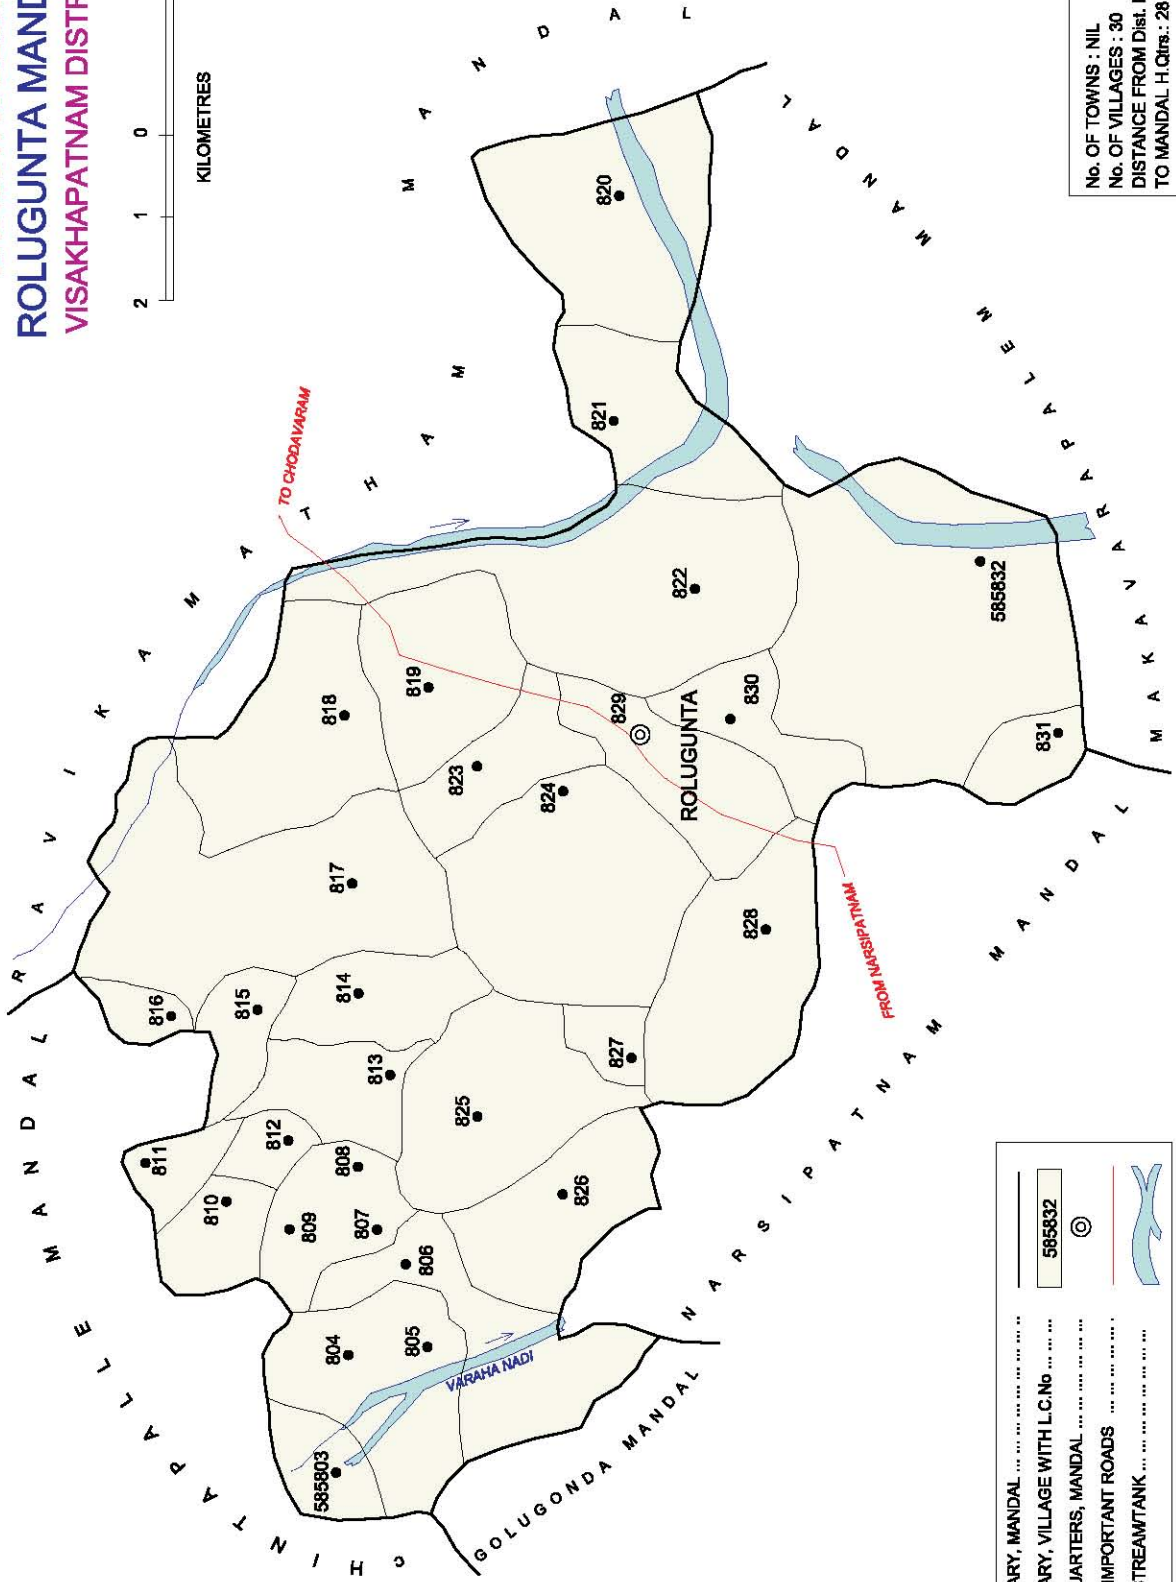 ROLUGUNTA MAND
VISAKHAPATNAM DISTR
2 1 0
KILOMETRES
RAVIKAMATHAM MANDAL
CHINTAPALLE MANDAL
GOLUGONDA MANDAL
NARSIPATNAM MANDAL
MAKAVARAPALEM MANDAL
TO CHODAVARAM
FROM NARSIPATNAM
VARAHA NADI
ROLUGUNTA
585803
804
805
806
807
808
809
810
811
812
813
814
815
816
817
818
819
820
821
822
823
824
825
826
827
828
829
830
831
585832
ARY, MANDAL
ARY, VILLAGE WITH L.C.No
585832
UARTERS, MANDAL
IMPORTANT ROADS
STREAM/TANK
No. OF TOWNS : NIL
No. OF VILLAGES : 30
DISTANCE FROM Dist.
TO MANDAL H.Qtrs.: 28